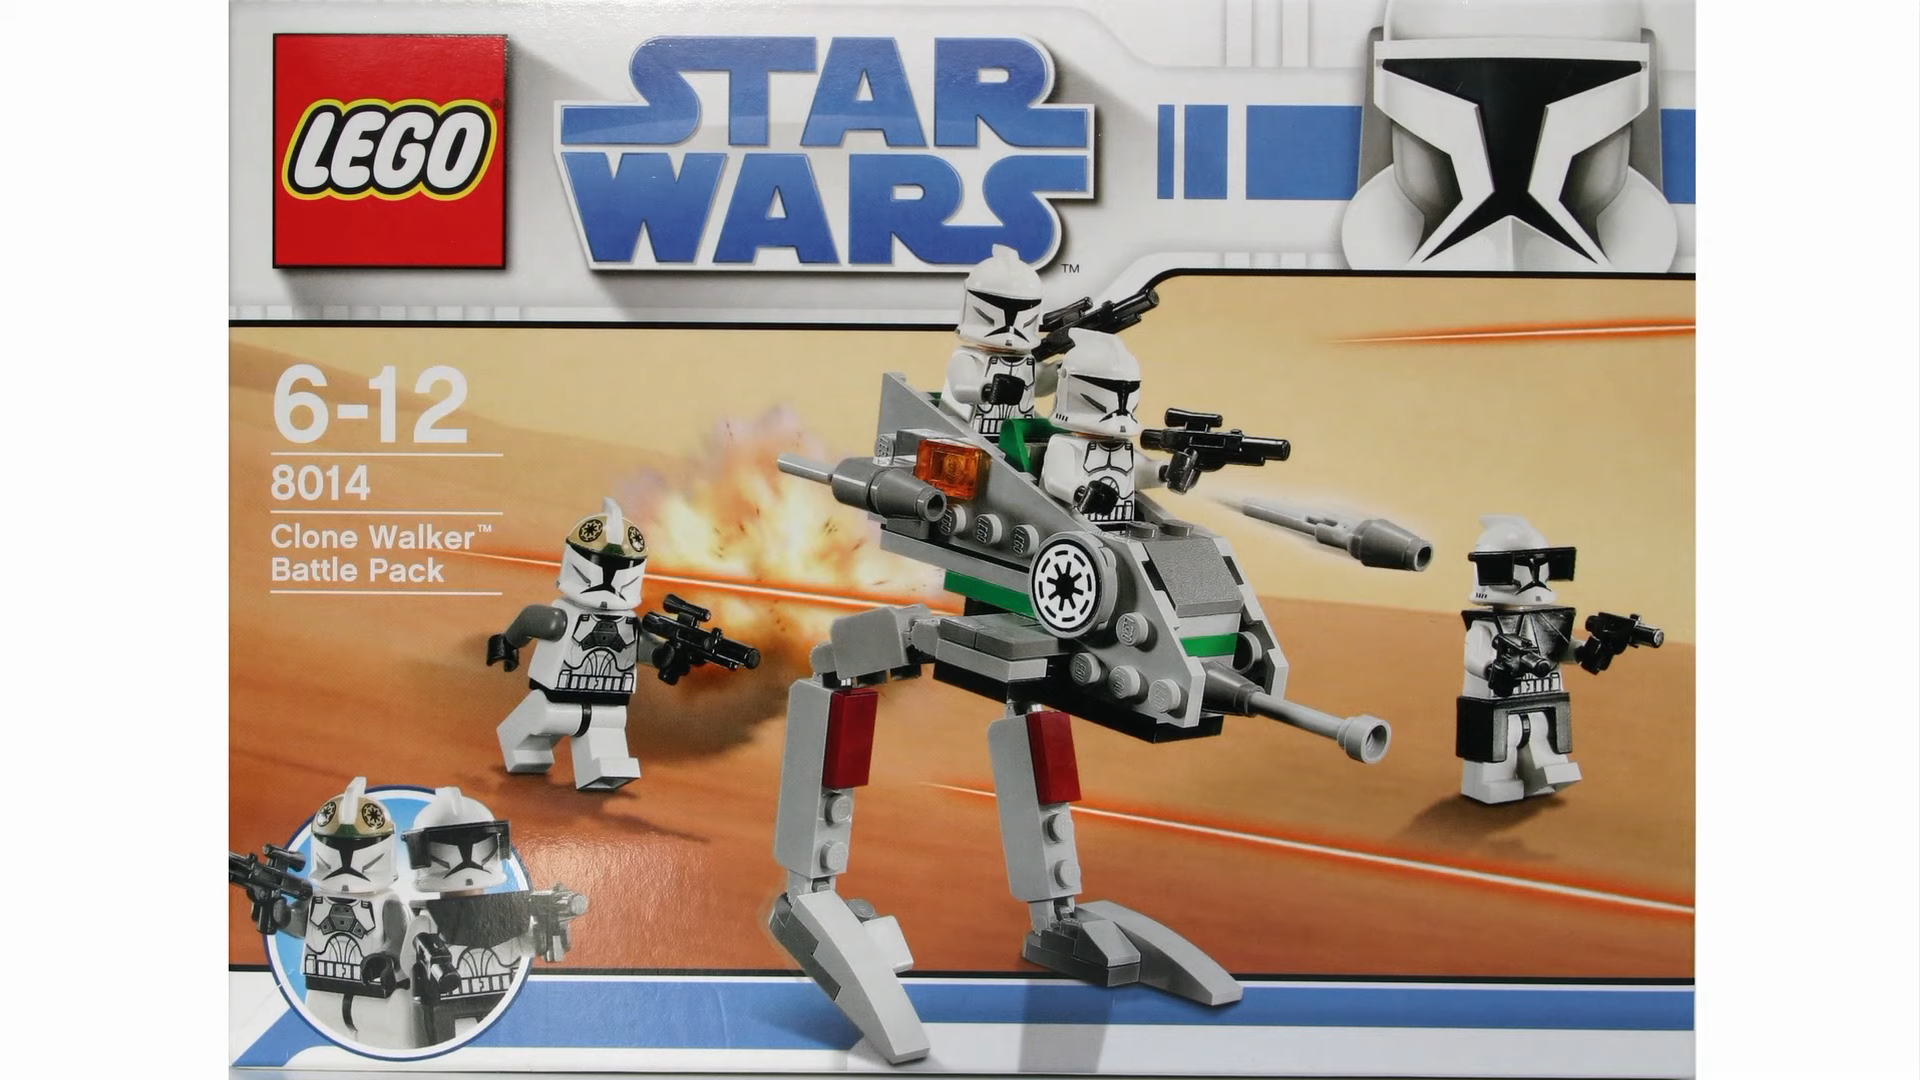 LEGO
STAR
WARS
™
6-12
8014
Clone Walker™
Battle Pack